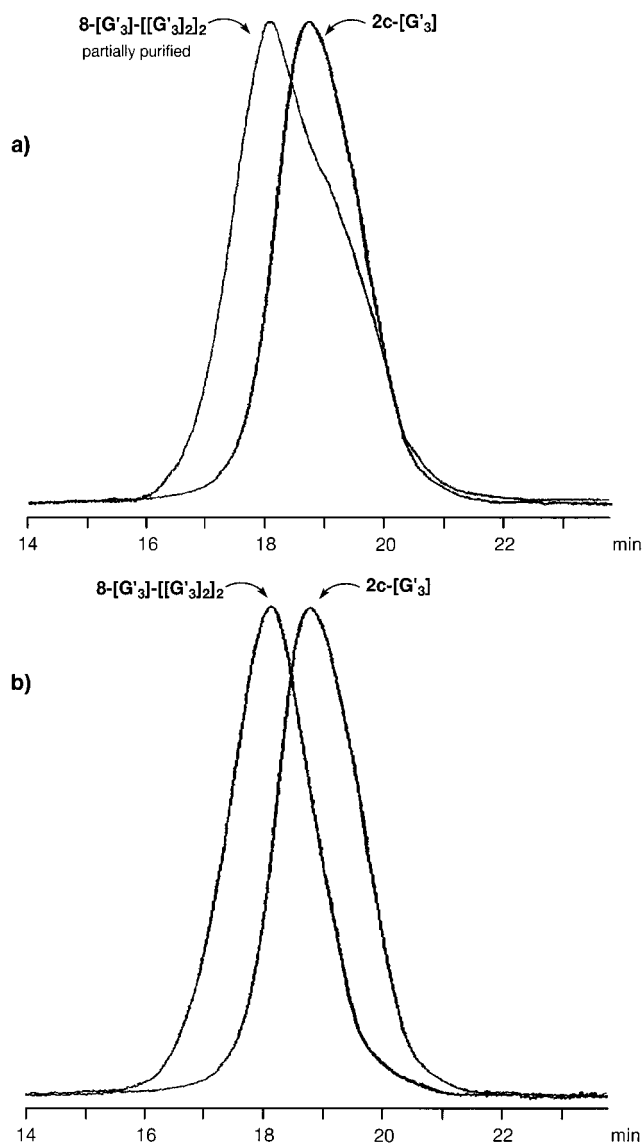 8-[G'₃]-[[G'₃]₂]₂
2c-[G'₃]
partially purified
a)
14 16 18 20 22 min
8-[G'₃]-[[G'₃]₂]₂
2c-[G'₃]
b)
14 16 18 20 22 min